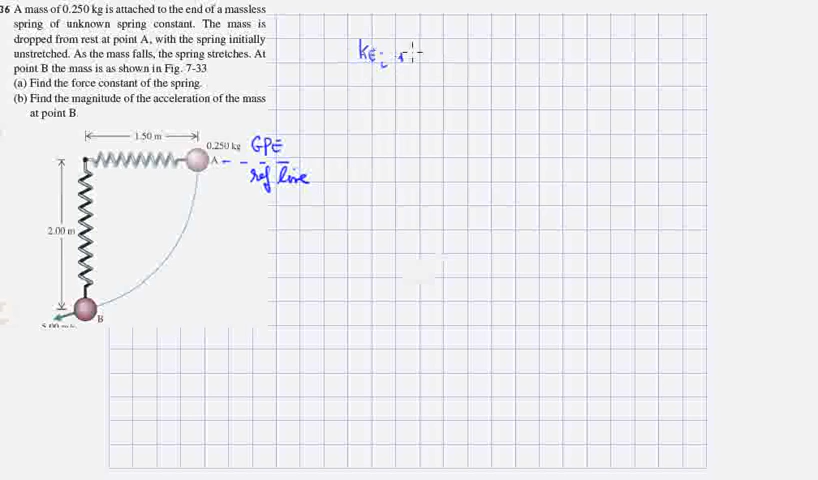 36 A mass of 0.250 kg is attached to the end of a massless
spring of unknown spring constant. The mass is
dropped from rest at point A, with the spring initially
unstretched. As the mass falls, the spring stretches. At
point B the mass is as shown in Fig. 7-33
(a) Find the force constant of the spring.
(b) Find the magnitude of the acceleration of the mass
at point B.
KEi
1.50 m
0.250 kg
GPE
A
ref line
2.00 m
B